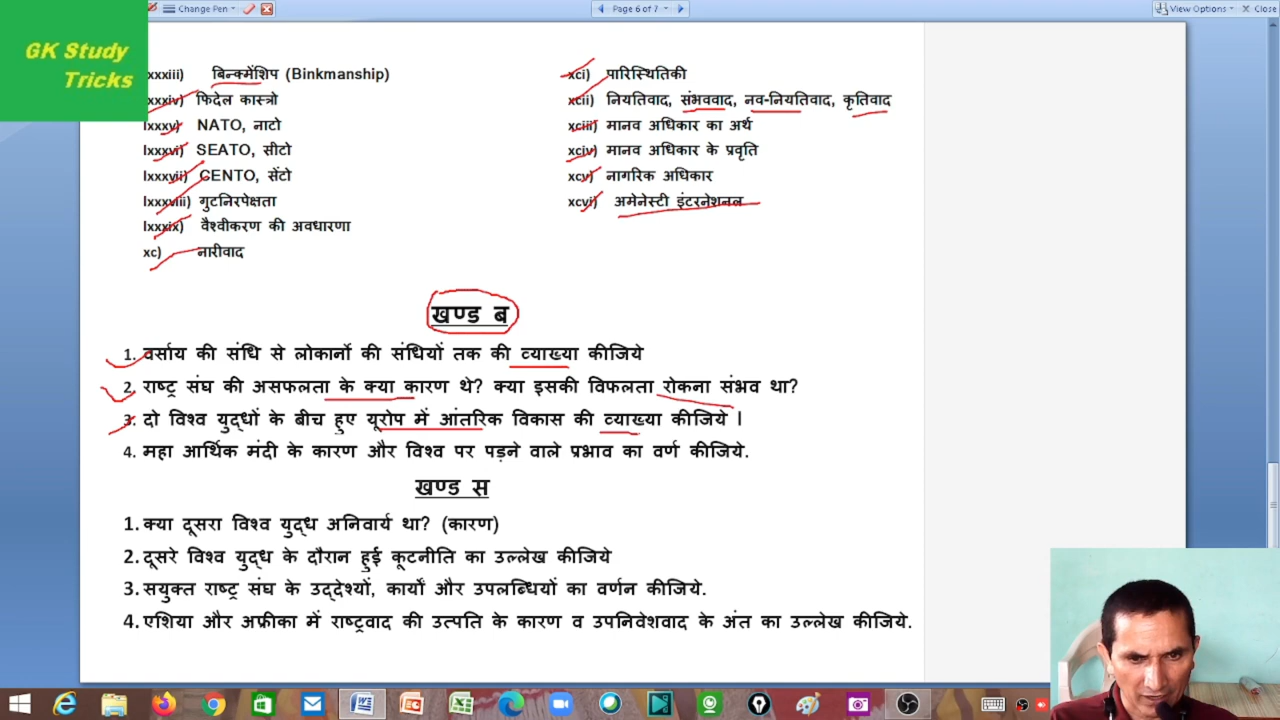 Change Pen
Page 6 of 7
View Options
Close
GK Study
Tricks
xxxiii) बिन्क्मेंशिप (Binkmanship)
xxxiv) फिदेल कास्त्रो
lxxxv) NATO, नाटो
lxxxvi) SEATO, सीटो
lxxxvii) CENTO, सेंटो
lxxxviii) गुटनिरपेक्षता
lxxxix) वैश्वीकरण की अवधारणा
xc) नारीवाद
xci) पारिस्थितिकी
xcii) नियतिवाद, संभववाद, नव-नियतिवाद, कृतिवाद
xciii) मानव अधिकार का अर्थ
xciv) मानव अधिकार के प्रवृति
xcv) नागरिक अधिकार
xcvi) अमेनेस्टी इंटरनेशनल
खण्ड ब
1. वर्साय की संधि से लोकार्नो की संधियों तक की व्याख्या कीजिये
2. राष्ट्र संघ की असफलता के क्या कारण थे? क्या इसकी विफलता रोकना संभव था?
3. दो विश्व युद्धों के बीच हुए यूरोप में आंतरिक विकास की व्याख्या कीजिये ।
4. महा आर्थिक मंदी के कारण और विश्व पर पड़ने वाले प्रभाव का वर्ण कीजिये.
खण्ड स
1. क्या दूसरा विश्व युद्ध अनिवार्य था? (कारण)
2. दूसरे विश्व युद्ध के दौरान हुई कूटनीति का उल्लेख कीजिये
3. सयुक्त राष्ट्र संघ के उद्देश्यों, कार्यों और उपलब्धियों का वर्णन कीजिये.
4. एशिया और अफ्रीका में राष्ट्रवाद की उत्पति के कारण व उपनिवेशवाद के अंत का उल्लेख कीजिये.